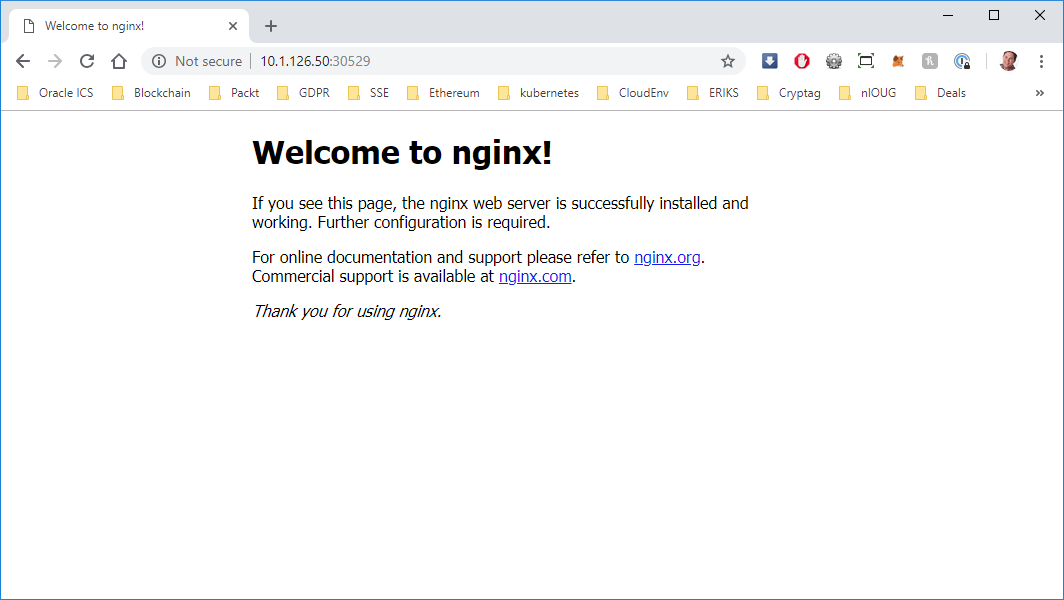 Welcome to nginx!
Not secure 10.1.126.50:30529
Oracle ICS Blockchain Packt GDPR SSE Ethereum kubernetes CloudEnv ERIKS Cryptag nlOUG Deals »
Welcome to nginx!
If you see this page, the nginx web server is successfully installed and
working. Further configuration is required.
For online documentation and support please refer to nginx.org.
Commercial support is available at nginx.com.
Thank you for using nginx.